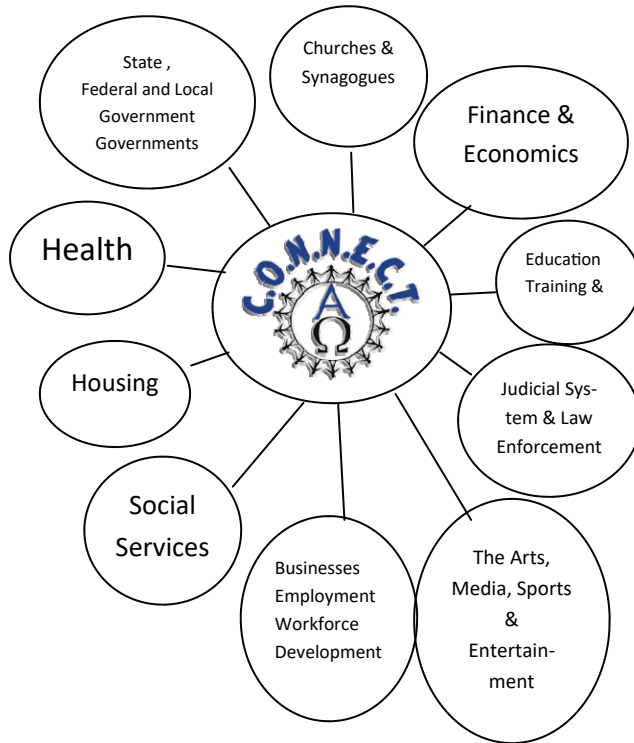 State ,
Federal and Local
Government
Governments
Churches &
Synagogues
Finance &
Economics
Health
C.O.N.N.E.C.T.
Α
Ω
Education
Training &
Housing
Judicial Sys-
tem & Law
Enforcement
Social
Services
Businesses
Employment
Workforce
Development
The Arts,
Media, Sports
&
Entertain-
ment